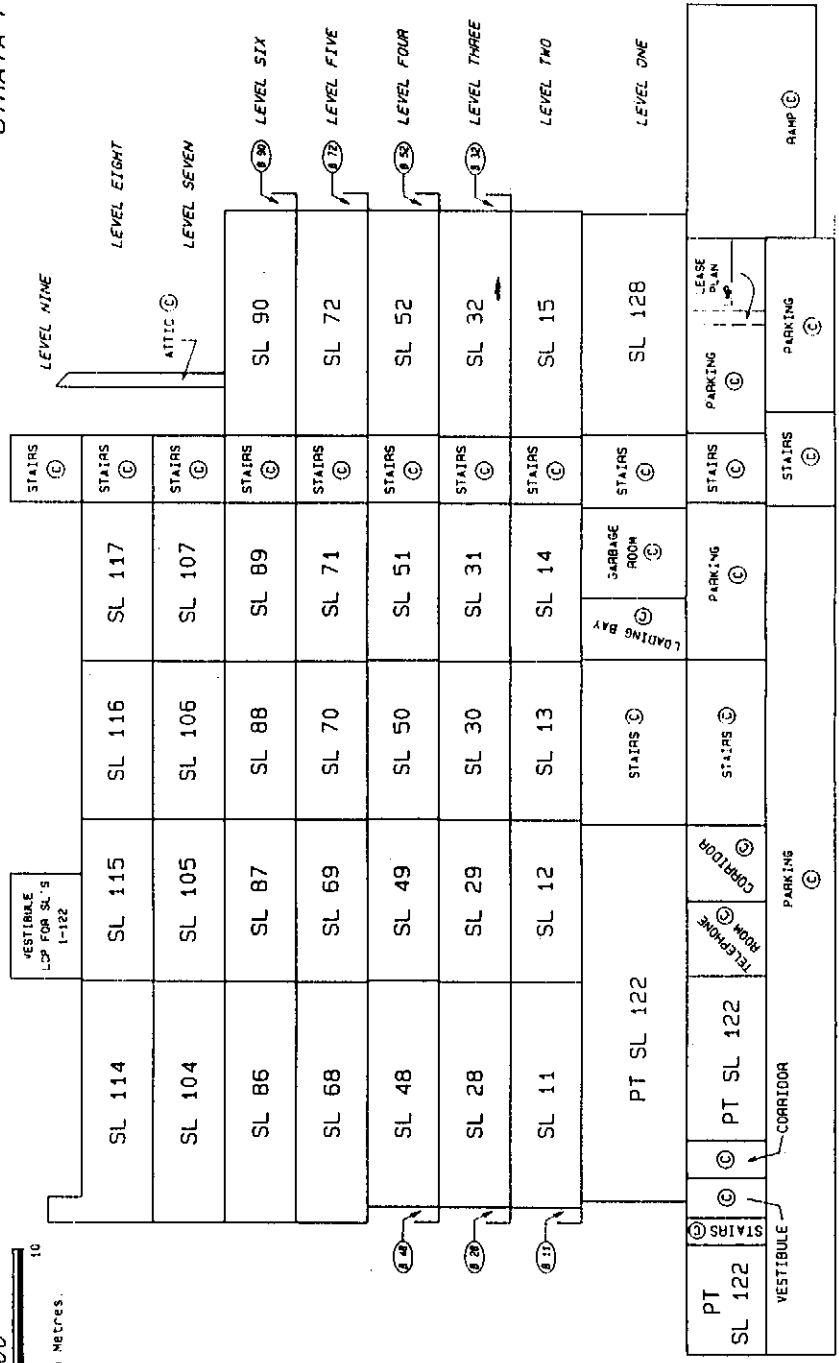 LEVEL NINE
LEVEL EIGHT
LEVEL SEVEN
LEVEL SIX
LEVEL FIVE
LEVEL FOUR
LEVEL THREE
LEVEL TWO
LEVEL ONE
10
Metres.
ATTIC ©
VESTIBULE
LCP FOR SL'S
1-122
STAIRS
©
SL 114
SL 115
SL 116
SL 117
STAIRS
©
SL 104
SL 105
SL 106
SL 107
STAIRS
©
SL 86
SL 87
SL 88
SL 89
STAIRS
©
SL 90
B 90
SL 68
SL 69
SL 70
SL 71
STAIRS
©
SL 72
B 72
B 48
SL 48
SL 49
SL 50
SL 51
STAIRS
©
SL 52
B 52
B 28
SL 28
SL 29
SL 30
SL 31
STAIRS
©
SL 32
B 32
B 11
SL 11
SL 12
SL 13
SL 14
STAIRS
©
SL 15
PT SL 122
STAIRS ©
LOADING BAY
©
GARBAGE
ROOM
©
STAIRS
©
SL 128
PT
SL 122
STAIRS ©
©
©
PT SL 122
TELEPHONE
ROOM ©
CORRIDOR
©
STAIRS ©
PARKING
©
STAIRS
©
PARKING
©
LEASE
PLAN
RAMP ©
VESTIBULE
CORRIDOR
PARKING
©
STAIRS
©
PARKING
©